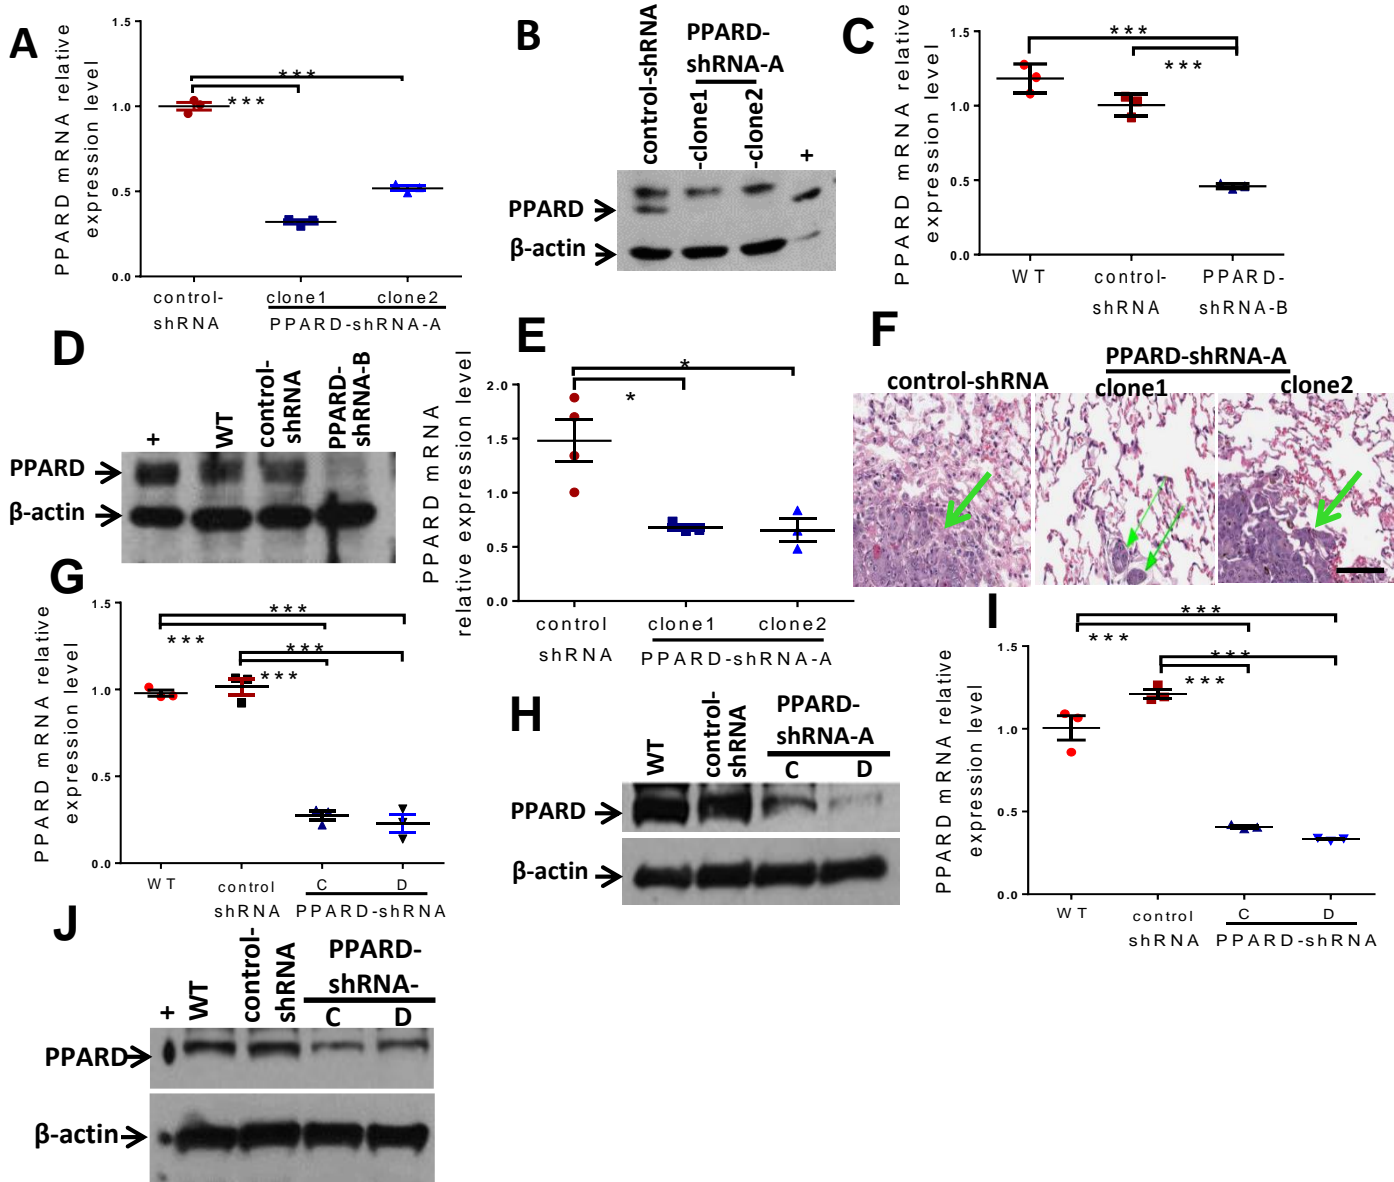 A
PPARD mRNA relative
expression level
1.5
1.0
0.5
0.0
***
***
control-
shRNA
clone1
clone2
PPARD-shRNA-A
B
control-shRNA
PPARD-
shRNA-A
-clone1
-clone2
+
PPARD
β-actin
C
PPARD mRNA relative
expression level
1.5
1.0
0.5
0.0
***
***
WT
control-
shRNA
PPARD-
shRNA-B
D
+
WT
control-
shRNA
PPARD-
shRNA-B
PPARD
β-actin
E
PPARD mRNA
relative expression level
2.0
1.5
1.0
0.5
0.0
*
*
control
shRNA
clone1
clone2
PPARD-shRNA-A
F
control-shRNA
PPARD-shRNA-A
clone1
clone2
G
PPARD mRNA relative
expression level
1.5
1.0
0.5
0.0
***
***
***
***
WT
control
shRNA
C
D
PPARD-shRNA
H
WT
control-
shRNA
PPARD-
shRNA-A
C
D
PPARD
β-actin
I
PPARD mRNA relative
expression level
1.5
1.0
0.5
0.0
***
***
***
***
WT
control
shRNA
C
D
PPARD-shRNA
J
+
WT
control-
shRNA
PPARD-
shRNA-
C
D
PPARD
β-actin